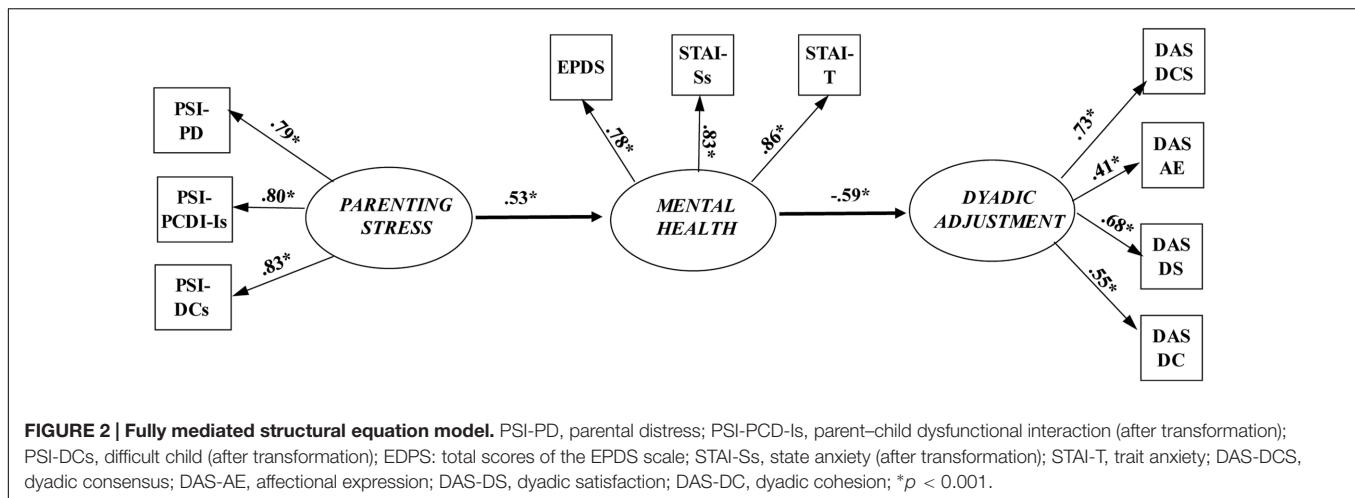 EPDS
STAI-
Ss
STAI-
T
DAS
DCS
PSI-
PD
.79*
.78*
.83*
.86*
.73*
DAS
AE
.41*
PSI-
PCDI-Is
.80*
PARENTING
STRESS
.53*
MENTAL
HEALTH
-.59*
DYADIC
ADJUSTMENT
.68*
DAS
DS
PSI-
DCs
.83*
.55*
DAS
DC
FIGURE 2 | Fully mediated structural equation model. PSI-PD, parental distress; PSI-PCD-Is, parent–child dysfunctional interaction (after transformation);
PSI-DCs, difficult child (after transformation); EDPS: total scores of the EPDS scale; STAI-Ss, state anxiety (after transformation); STAI-T, trait anxiety; DAS-DCS,
dyadic consensus; DAS-AE, affectional expression; DAS-DS, dyadic satisfaction; DAS-DC, dyadic cohesion; *p < 0.001.